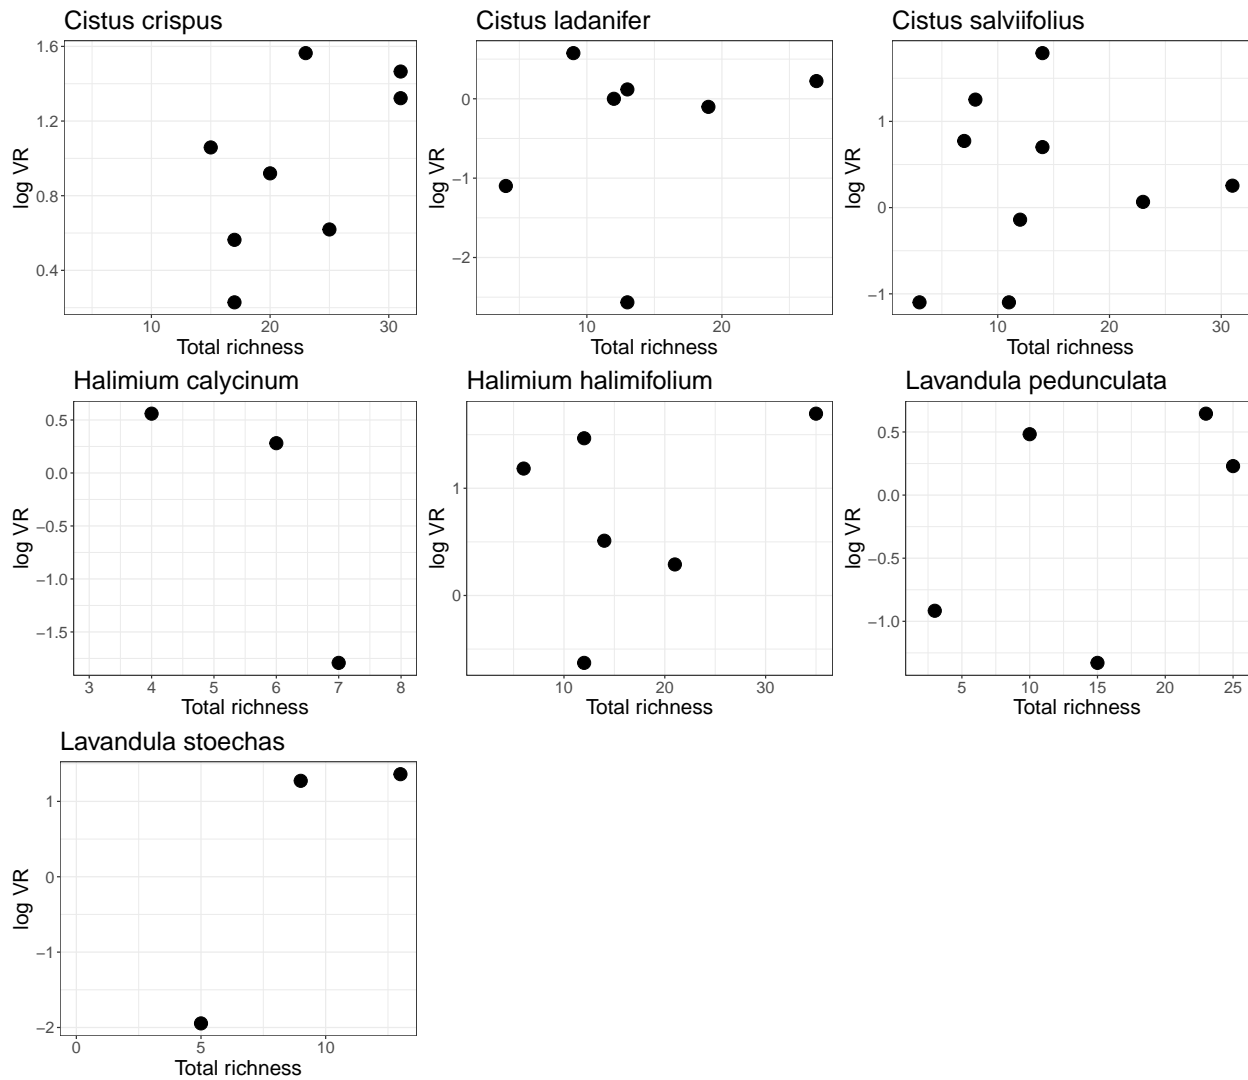 Cistus crispus
1.6
1.2
0.8
0.4
log VR
10 20 30
Total richness
Cistus ladanifer
0
−1
−2
log VR
10 20
Total richness
Cistus salviifolius
1
0
−1
log VR
10 20 30
Total richness
Halimium calycinum
0.5
0.0
−0.5
−1.0
−1.5
log VR
3 4 5 6 7 8
Total richness
Halimium halimifolium
1
0
log VR
10 20 30
Total richness
Lavandula pedunculata
0.5
0.0
−0.5
−1.0
log VR
5 10 15 20 25
Total richness
Lavandula stoechas
1
0
−1
−2
log VR
0 5 10
Total richness